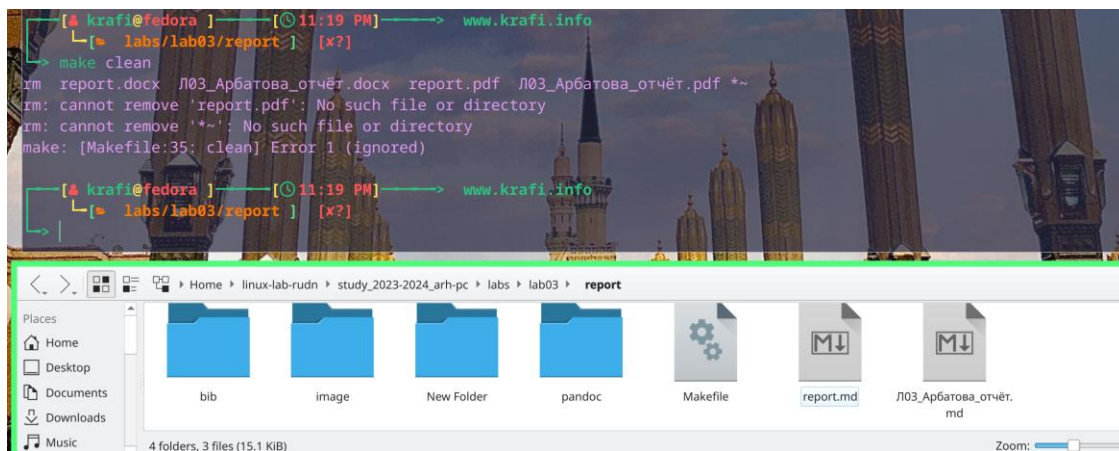 [ krafi@fedora ]  [11:19 PM]  www.krafi.info
[ labs/lab03/report ] [x?]
make clean
rm report.docx Л03_Арбатова_отчёт.docx report.pdf Л03_Арбатова_отчёт.pdf *~
rm: cannot remove 'report.pdf': No such file or directory
rm: cannot remove '*~': No such file or directory
make: [Makefile:35: clean] Error 1 (ignored)
[ krafi@fedora ]  [11:19 PM]  www.krafi.info
[ labs/lab03/report ] [x?]
Home linux-lab-rudn study_2023-2024_arh-pc labs lab03 report
Places
Home
Desktop
Documents
Downloads
Music
bib
image
New Folder
pandoc
Makefile
report.md
Л03_Арбатова_отчёт.
md
4 folders, 3 files (15.1 KiB)
Zoom: